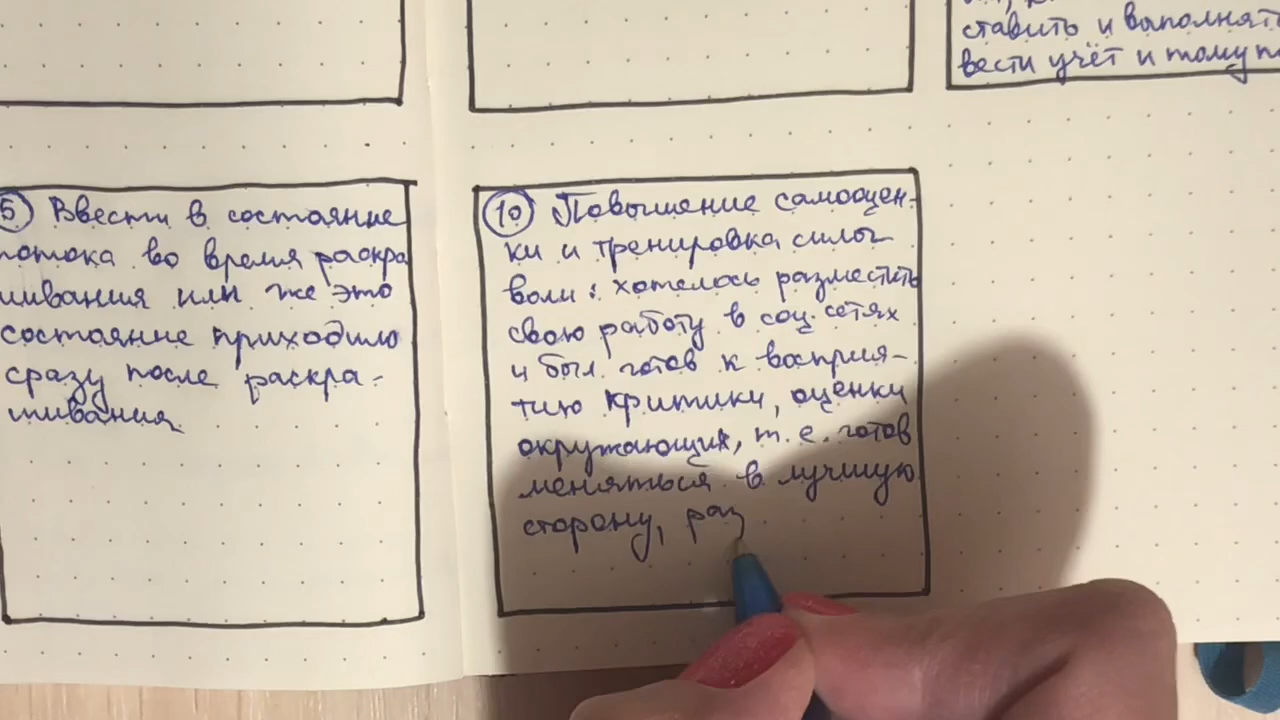 ставить и выполнять
вести учёт и тому п
5 Ввести в состояние
потока во время раскра
шивания или же это
состояние приходило
сразу после раскра-
шивания
10 Повышение самооцен-
ки и тренировка силы
воли: хотелось разместить
свою работу в соц. сетях
и был готов к восприя-
тию критики, оценки
окружающих, т.е. готов
меняться в лучшую
сторону, раз